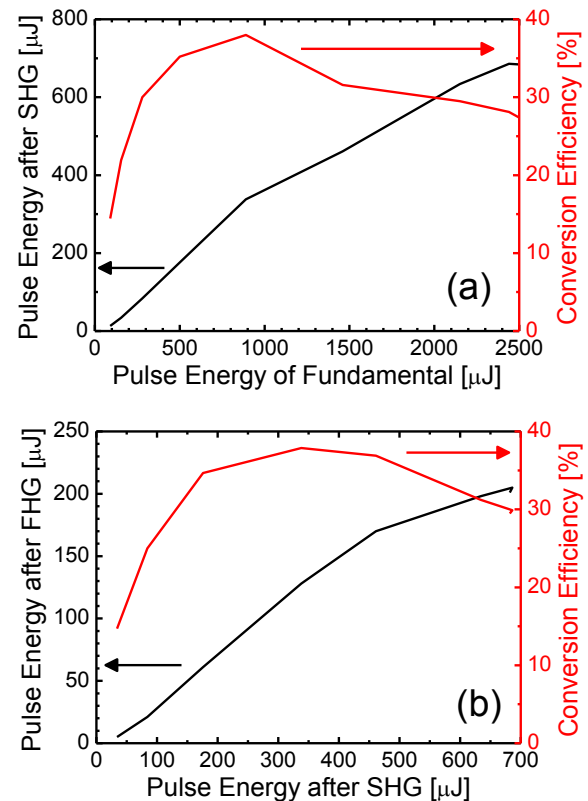 800
600
400
200
0
Pulse Energy after SHG [μJ]
40
30
20
10
0
Conversion Efficiency [%]
(a)
0 500 1000 1500 2000 2500
Pulse Energy of Fundamental [μJ]
250
200
150
100
50
0
Pulse Energy after FHG [μJ]
40
30
20
10
0
Conversion Efficiency [%]
(b)
0 100 200 300 400 500 600 700
Pulse Energy after SHG [μJ]